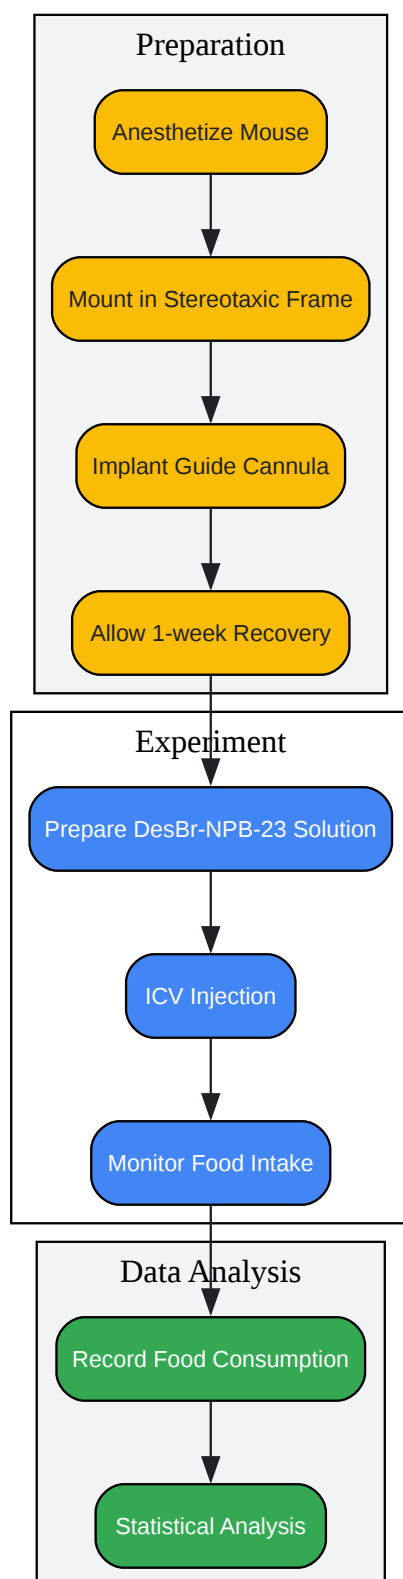 Preparation
Anesthetize Mouse
Mount in Stereotaxic Frame
Implant Guide Cannula
Allow 1-week Recovery
Experiment
Prepare DesBr-NPB-23 Solution
ICV Injection
Monitor Food Intake
Data Analysis
Record Food Consumption
Statistical Analysis